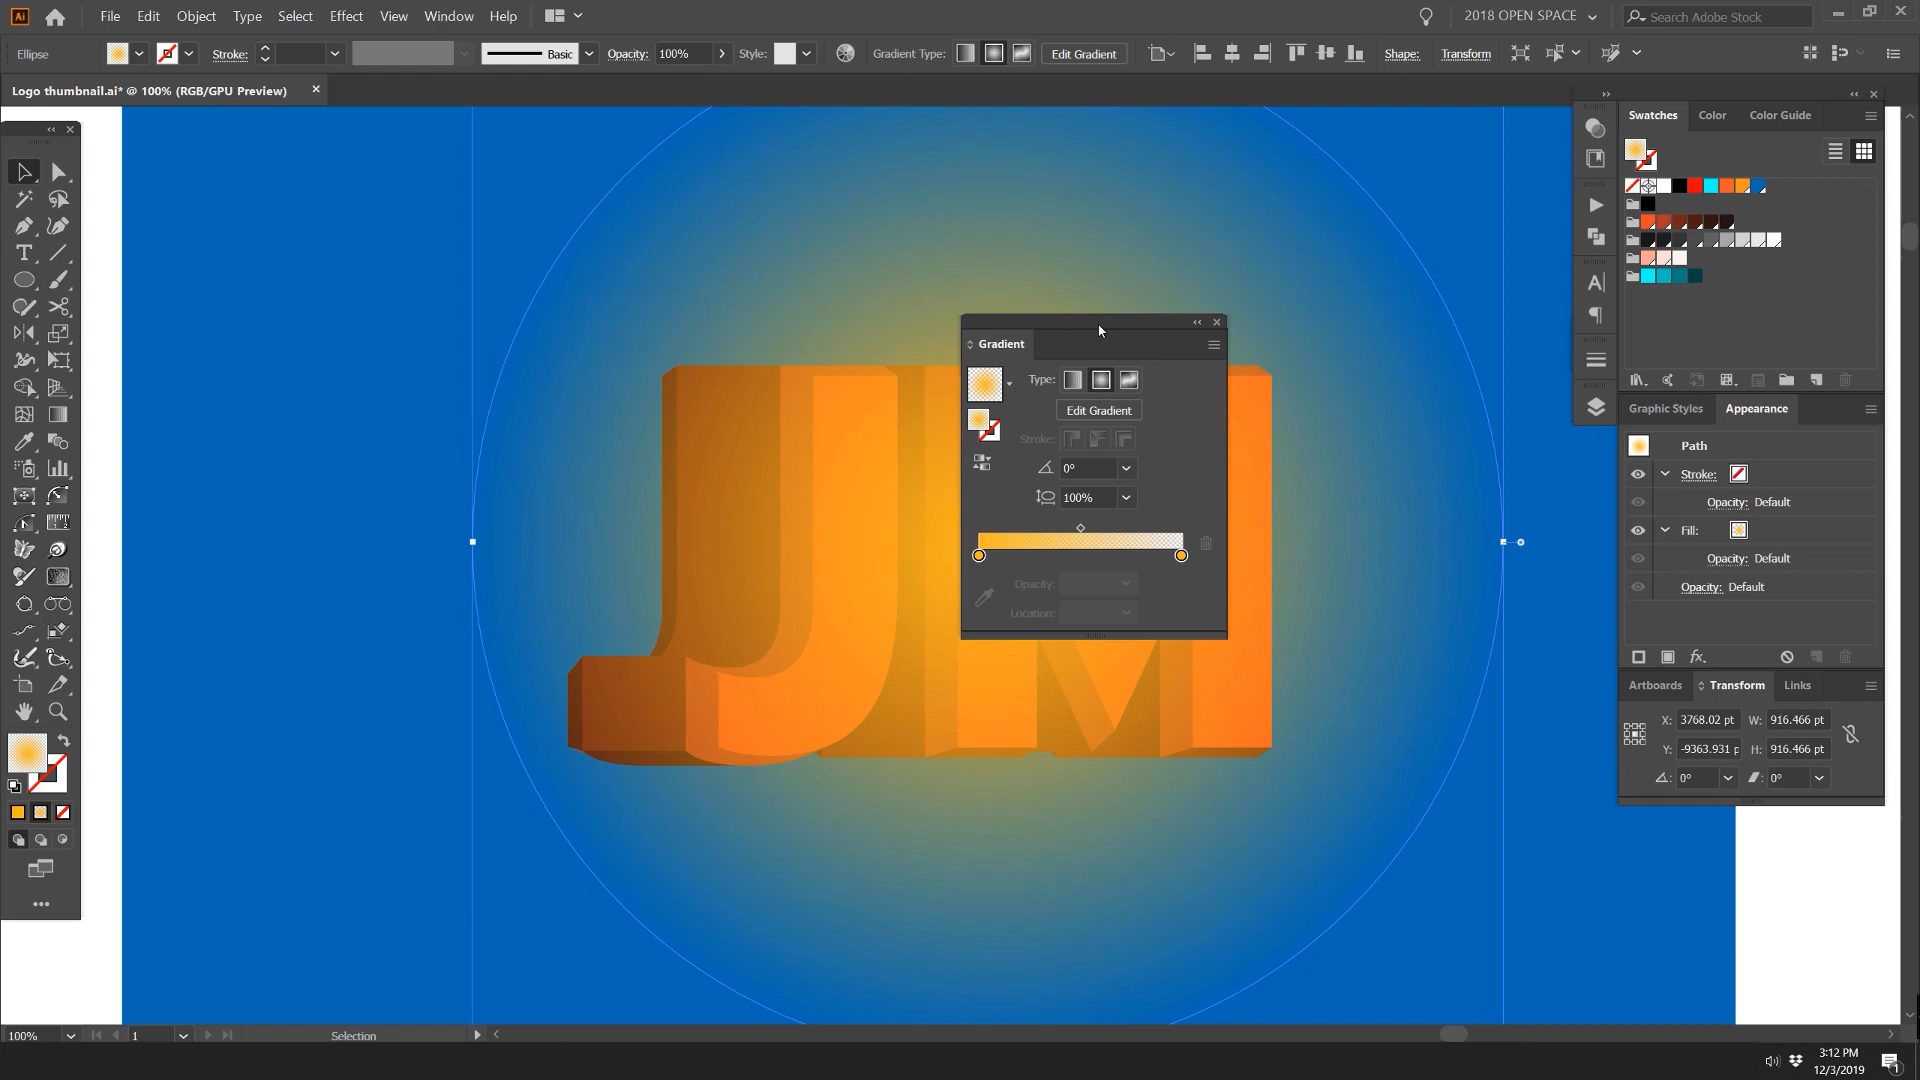 Ai File Edit Object Type Select Effect View Window Help 2018 OPEN SPACE Search Adobe Stock
Ellipse Stroke: Basic Opacity: 100% Style: Gradient Type: Edit Gradient Shape: Transform
Logo thumbnail.ai* @ 100% (RGB/GPU Preview)
Swatches Color Color Guide
Gradient
Type:
Edit Gradient
Stroke:
0°
100%
Opacity:
Location:
JIM
Graphic Styles Appearance
Path
Stroke:
Opacity: Default
Fill:
Opacity: Default
Opacity: Default
fx.
Artboards Transform Links
X: 3768.02 pt W: 916.466 pt
Y: -9363.931 p H: 916.466 pt
0° 0°
100% 1 Selection
3:12 PM
12/3/2019
1